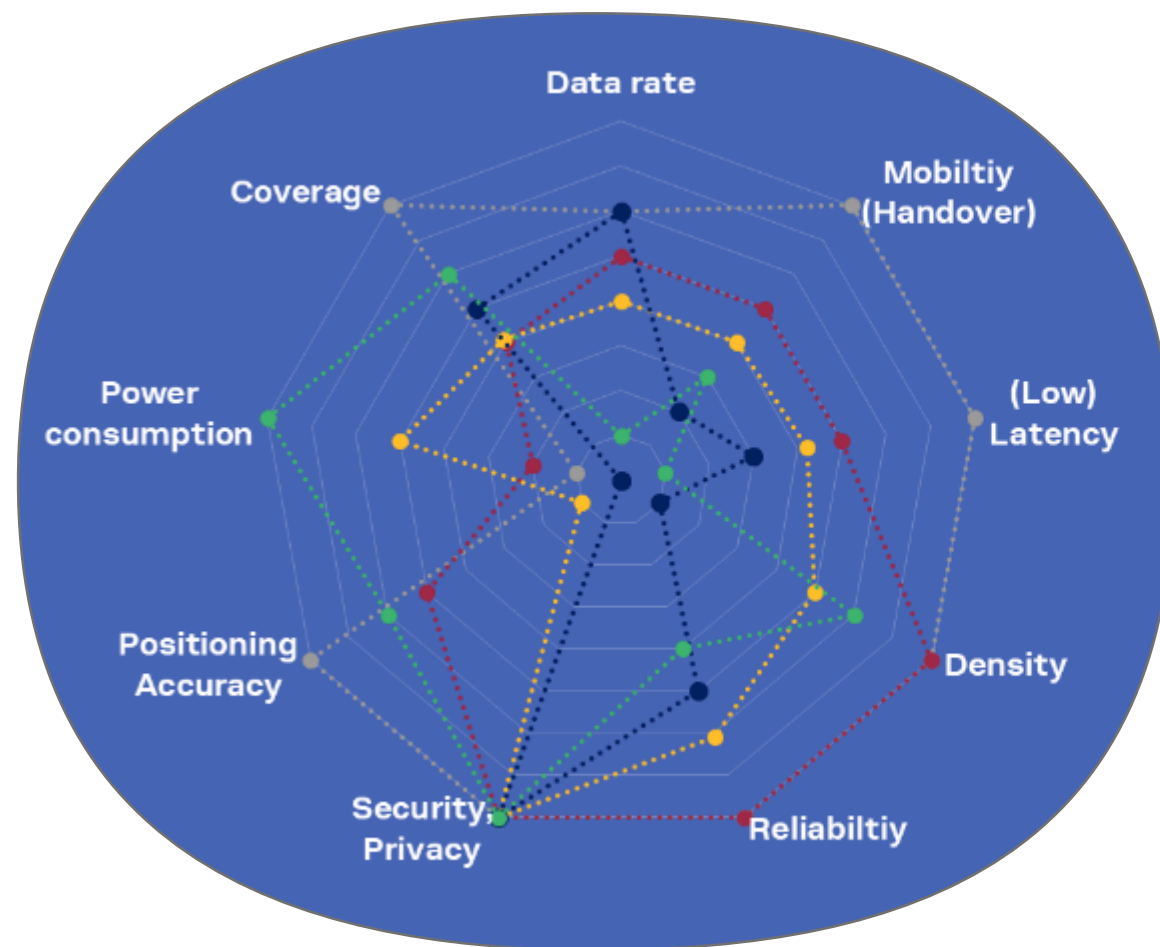 Data rate
Mobiltiy
(Handover)
(Low)
Latency
Density
Reliabiltiy
Security,
Privacy
Positioning
Accuracy
Power
consumption
Coverage